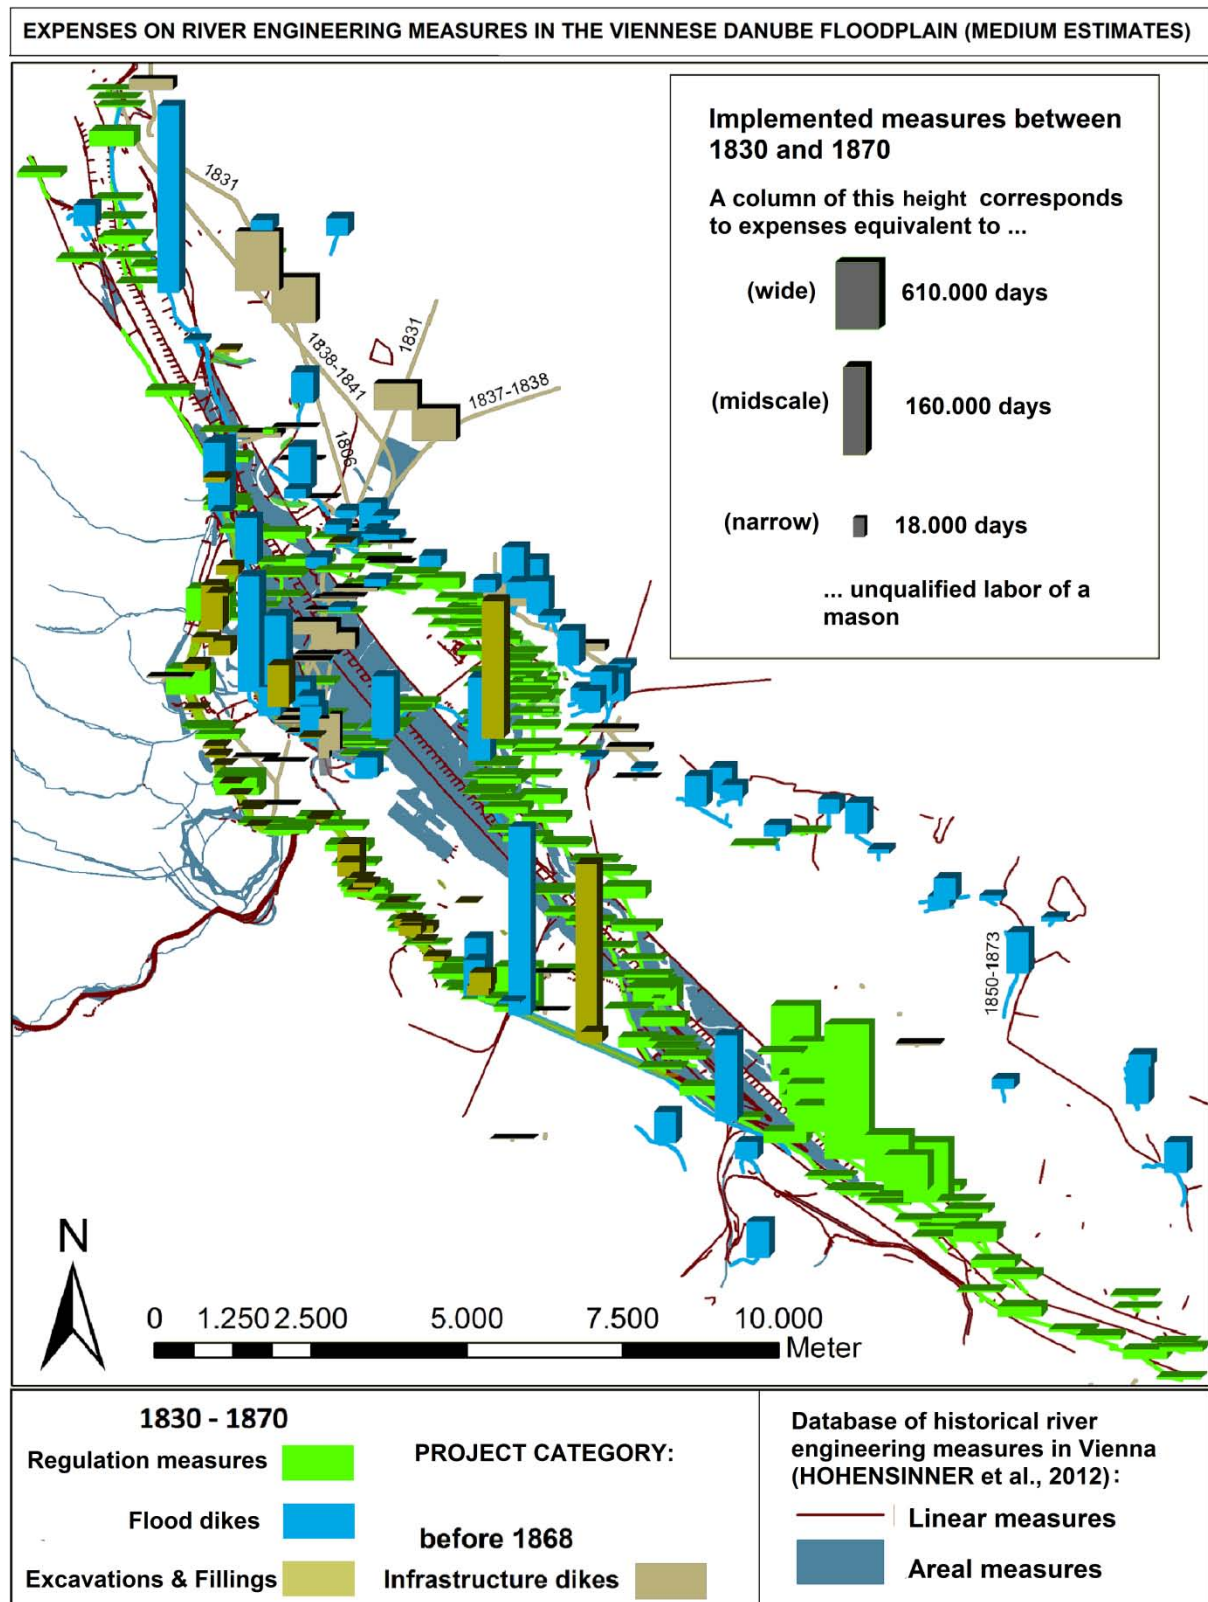 EXPENSES ON RIVER ENGINEERING MEASURES IN THE VIENNESE DANUBE FLOODPLAIN (MEDIUM ESTIMATES)
Implemented measures between
1830 and 1870
A column of this height corresponds
to expenses equivalent to ...
(wide) 610.000 days
(midscale) 160.000 days
(narrow) 18.000 days
... unqualified labor of a
mason
1831
1838-1841
1831
1837-1838
1806
1850-1873
N
0 1.250 2.500 5.000 7.500 10.000
Meter
1830 - 1870
Regulation measures
Flood dikes
Excavations & Fillings
PROJECT CATEGORY:
before 1868
Infrastructure dikes
Database of historical river
engineering measures in Vienna
(HOHENSINNER et al., 2012):
Linear measures
Areal measures